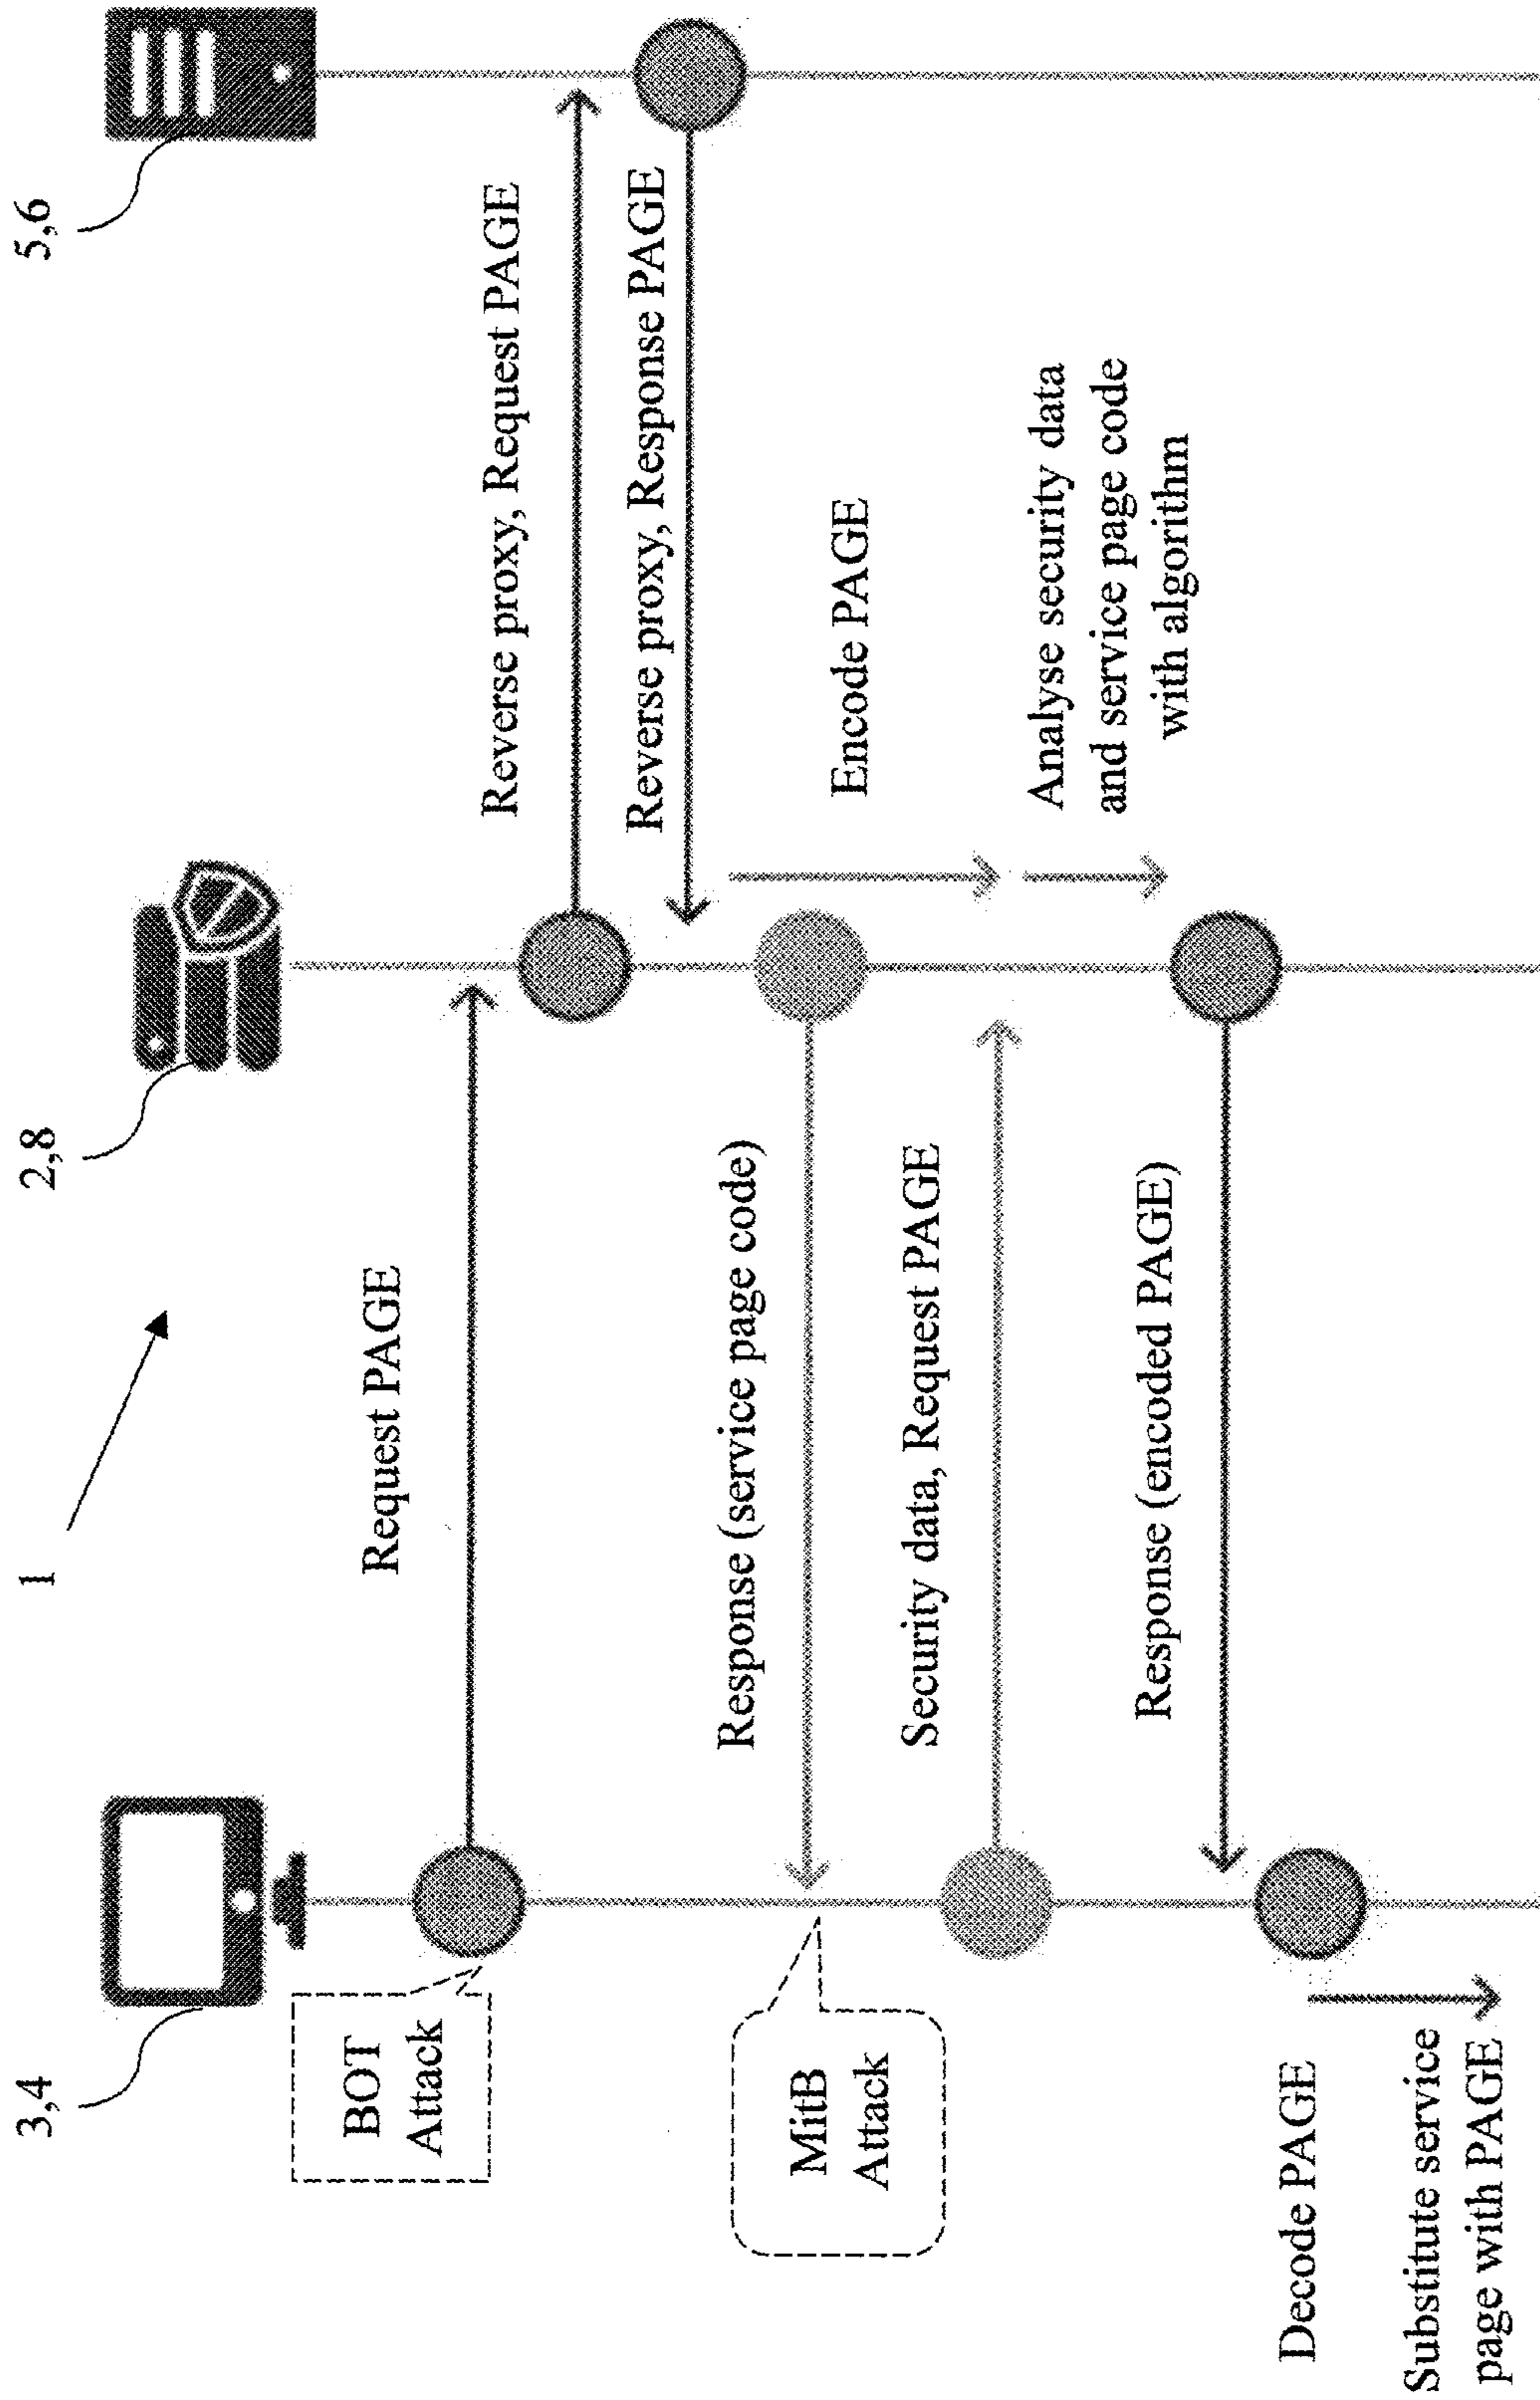 1
3,4
2,8
5,6
BOT
Attack
Request PAGE
Reverse proxy, Request PAGE
Reverse proxy, Response PAGE
Response (service page code)
MitB
Attack
Encode PAGE
Security data, Request PAGE
Analyse security data
and service page code
with algorithm
Response (encoded PAGE)
Decode PAGE
Substitute service
page with PAGE